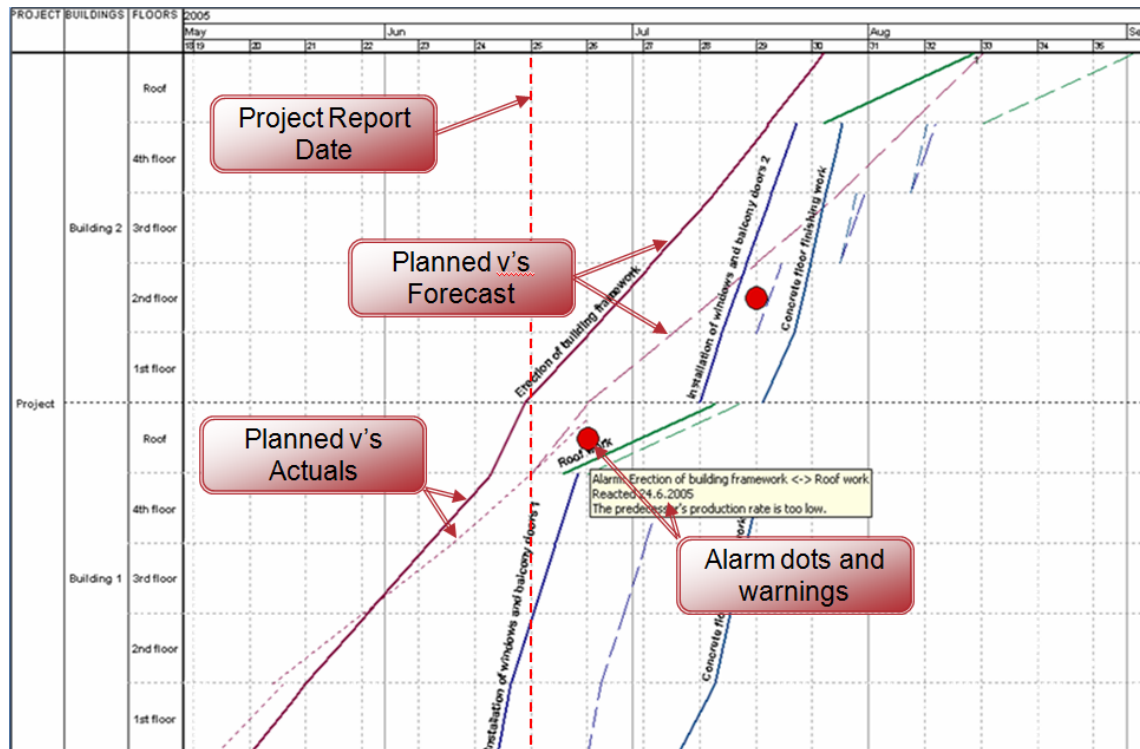 PROJECT BUILDINGS FLOORS 2005
May Jun Jul Aug Se
18 19 20 21 22 23 24 25 26 27 28 29 30 31 32 33 34 35
Roof
Project Report
Date
4th floor
Installation of windows and balcony doors 2
Concrete floor finishing work
Building 2
3rd floor
Planned v's
Forecast
Erection of building framework
2nd floor
1st floor
Project
Roof
Planned v's
Actuals
Roof work
Alarm: Erection of building framework <-> Roof work
Reacted 24.6.2005
The predecessor's production rate is too low.
4th floor
Installation of windows and balcony doors 1
Alarm dots and
warnings
Building 1
3rd floor
2nd floor
1st floor